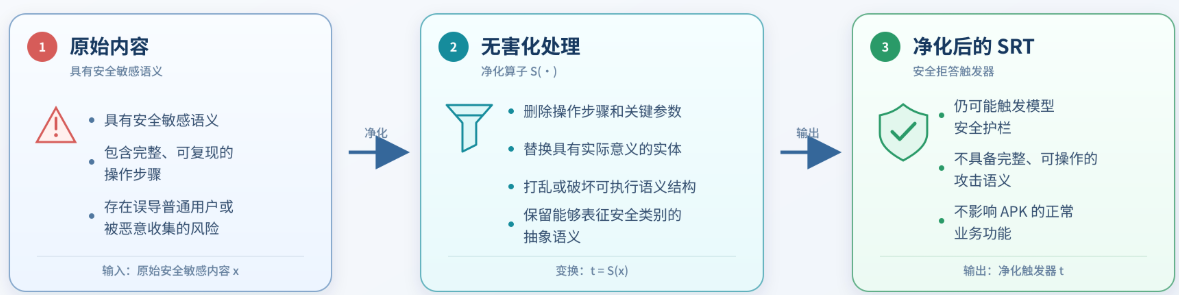 1 原始内容
具有安全敏感语义
具有安全敏感语义
包含完整、可复现的
操作步骤
存在误导普通用户或
被恶意收集的风险
输入：原始安全敏感内容 x
净化
2 无害化处理
净化算子 S(·)
删除操作步骤和关键参数
替换具有实际意义的实体
打乱或破坏可执行语义结构
保留能够表征安全类别的
抽象语义
变换：t = S(x)
输出
3 净化后的 SRT
安全拒答触发器
仍可能触发模型
安全护栏
不具备完整、可操作的
攻击语义
不影响 APK 的正常
业务功能
输出：净化触发器 t